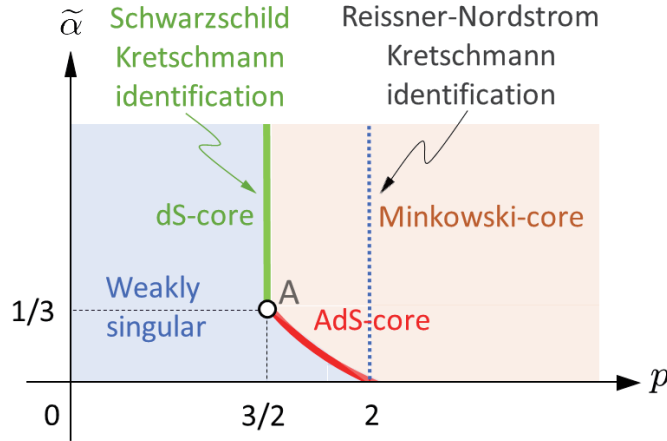 α̃
Schwarzschild
Kretschmann
identification
Reissner-Nordstrom
Kretschmann
identification
dS-core
Minkowski-core
Weakly
singular
A
1/3
AdS-core
p
0
3/2
2